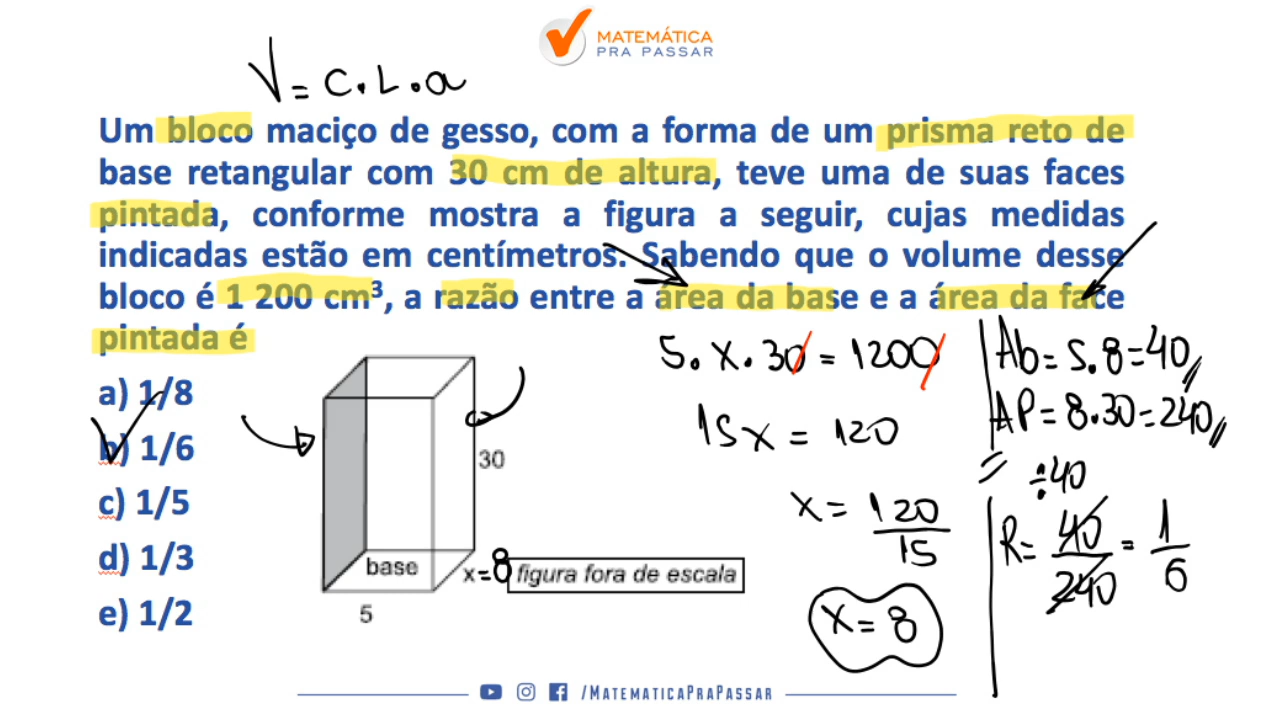 MATEMÁTICA
PRA PASSAR
V = C.L.a
Um bloco maciço de gesso, com a forma de um prisma reto de
base retangular com 30 cm de altura, teve uma de suas faces
pintada, conforme mostra a figura a seguir, cujas medidas
indicadas estão em centímetros. Sabendo que o volume desse
bloco é 1 200 cm³, a razão entre a área da base e a área da face
pintada é
a) 1/8
b) 1/6
c) 1/5
d) 1/3
e) 1/2
30
base
x=8
figura fora de escala
5
5.x.30=1200
15x = 120
x = 120/15
x = 8
Ab = 5.8 = 40
AP = 8.30 = 240
÷40
R = 40/240 = 1/6
/MATEMATICAPRAPASSAR